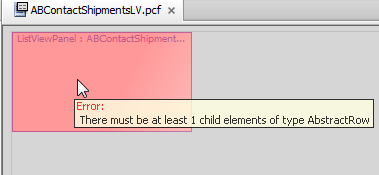 ABContactShipmentsLV.pcf
ListViewPanel : ABContactShipment...
Error:
There must be at least 1 child elements of type AbstractRow